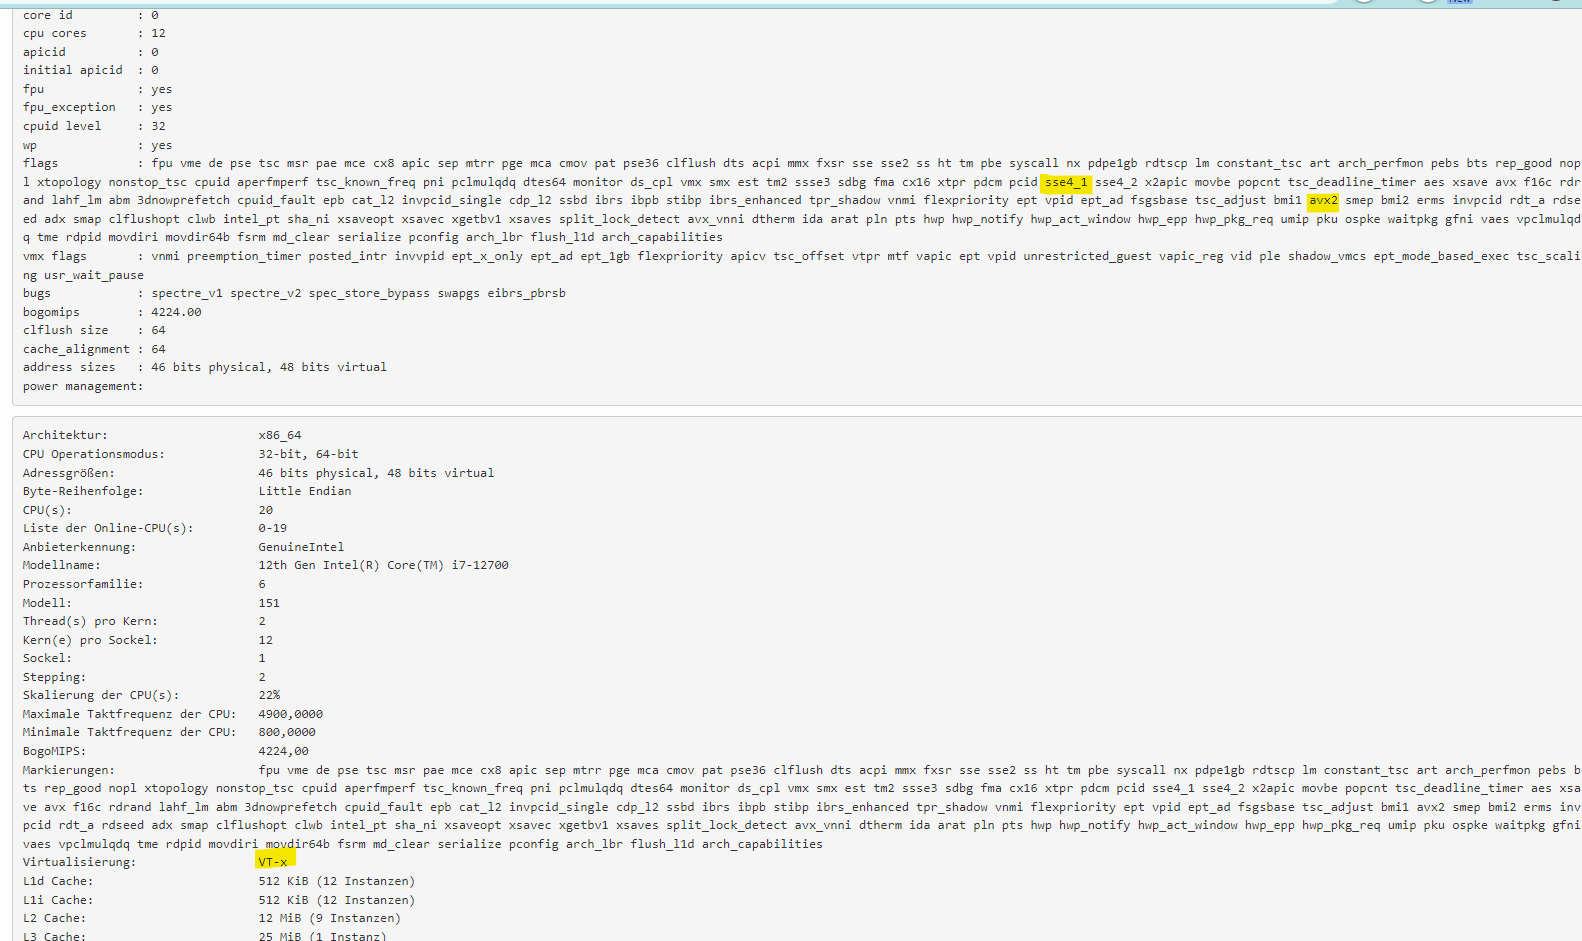 New
core id : 0
cpu cores : 12
apicid : 0
initial apicid : 0
fpu : yes
fpu_exception : yes
cpuid level : 32
wp : yes
flags : fpu vme de pse tsc msr pae mce cx8 apic sep mtrr pge mca cmov pat pse36 clflush dts acpi mmx fxsr sse sse2 ss ht tm pbe syscall nx pdpe1gb rdtscp lm constant_tsc art arch_perfmon pebs bts rep_good nop
l xtopology nonstop_tsc cpuid aperfmperf tsc_known_freq pni pclmulqdq dtes64 monitor ds_cpl vmx smx est tm2 ssse3 sdbg fma cx16 xtpr pdcm pcid sse4_1 sse4_2 x2apic movbe popcnt tsc_deadline_timer aes xsave avx f16c rdr
and lahf_lm abm 3dnowprefetch cpuid_fault epb cat_l2 invpcid_single cdp_l2 ssbd ibrs ibpb stibp ibrs_enhanced tpr_shadow vnmi flexpriority ept vpid ept_ad fsgsbase tsc_adjust bmi1 avx2 smep bmi2 erms invpcid rdt_a rdse
ed adx smap clflushopt clwb intel_pt sha_ni xsaveopt xsavec xgetbv1 xsaves split_lock_detect avx_vnni dtherm ida arat pln pts hwp hwp_notify hwp_act_window hwp_epp hwp_pkg_req umip pku ospke waitpkg gfni vaes vpclmulqd
q tme rdpid movdiri movdir64b fsrm md_clear serialize pconfig arch_lbr flush_l1d arch_capabilities
vmx flags : vnmi preemption_timer posted_intr invvpid ept_x_only ept_ad ept_1gb flexpriority apicv tsc_offset vtpr mtf vapic ept vpid unrestricted_guest vapic_reg vid ple shadow_vmcs ept_mode_based_exec tsc_scali
ng usr_wait_pause
bugs : spectre_v1 spectre_v2 spec_store_bypass swapgs eibrs_pbrsb
bogomips : 4224.00
clflush size : 64
cache_alignment : 64
address sizes : 46 bits physical, 48 bits virtual
power management:
Architektur: x86_64
CPU Operationsmodus: 32-bit, 64-bit
Adressgrößen: 46 bits physical, 48 bits virtual
Byte-Reihenfolge: Little Endian
CPU(s): 20
Liste der Online-CPU(s): 0-19
Anbieterkennung: GenuineIntel
Modellname: 12th Gen Intel(R) Core(TM) i7-12700
Prozessorfamilie: 6
Modell: 151
Thread(s) pro Kern: 2
Kern(e) pro Sockel: 12
Sockel: 1
Stepping: 2
Skalierung der CPU(s): 22%
Maximale Taktfrequenz der CPU: 4900,0000
Minimale Taktfrequenz der CPU: 800,0000
BogoMIPS: 4224,00
Markierungen: fpu vme de pse tsc msr pae mce cx8 apic sep mtrr pge mca cmov pat pse36 clflush dts acpi mmx fxsr sse sse2 ss ht tm pbe syscall nx pdpe1gb rdtscp lm constant_tsc art arch_perfmon pebs b
ts rep_good nopl xtopology nonstop_tsc cpuid aperfmperf tsc_known_freq pni pclmulqdq dtes64 monitor ds_cpl vmx smx est tm2 ssse3 sdbg fma cx16 xtpr pdcm pcid sse4_1 sse4_2 x2apic movbe popcnt tsc_deadline_timer aes xsa
ve avx f16c rdrand lahf_lm abm 3dnowprefetch cpuid_fault epb cat_l2 invpcid_single cdp_l2 ssbd ibrs ibpb stibp ibrs_enhanced tpr_shadow vnmi flexpriority ept vpid ept_ad fsgsbase tsc_adjust bmi1 avx2 smep bmi2 erms inv
pcid rdt_a rdseed adx smap clflushopt clwb intel_pt sha_ni xsaveopt xsavec xgetbv1 xsaves split_lock_detect avx_vnni dtherm ida arat pln pts hwp hwp_notify hwp_act_window hwp_epp hwp_pkg_req umip pku ospke waitpkg gfni
vaes vpclmulqdq tme rdpid movdiri movdir64b fsrm md_clear serialize pconfig arch_lbr flush_l1d arch_capabilities
Virtualisierung: VT-x
L1d Cache: 512 KiB (12 Instanzen)
L1i Cache: 512 KiB (12 Instanzen)
L2 Cache: 12 MiB (9 Instanzen)
L3 Cache: 25 MiB (1 Instanz)